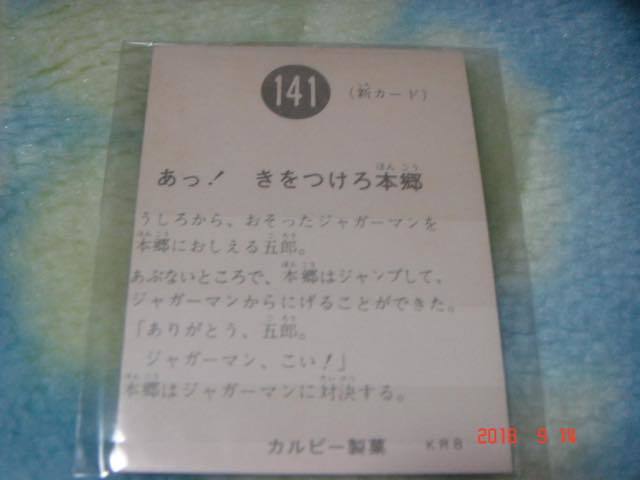 141
(新カード)
あっ! きをつけろ本郷
うしろから、おそったジャガーマンを
本郷におしえる五郎。
あぶないところで、本郷はジャンプして、
ジャガーマンからにげることができた。
「ありがとう、五郎。
ジャガーマン、こい!」
本郷はジャガーマンに対決する。
カルビー製菓 KR8
2016 9 14